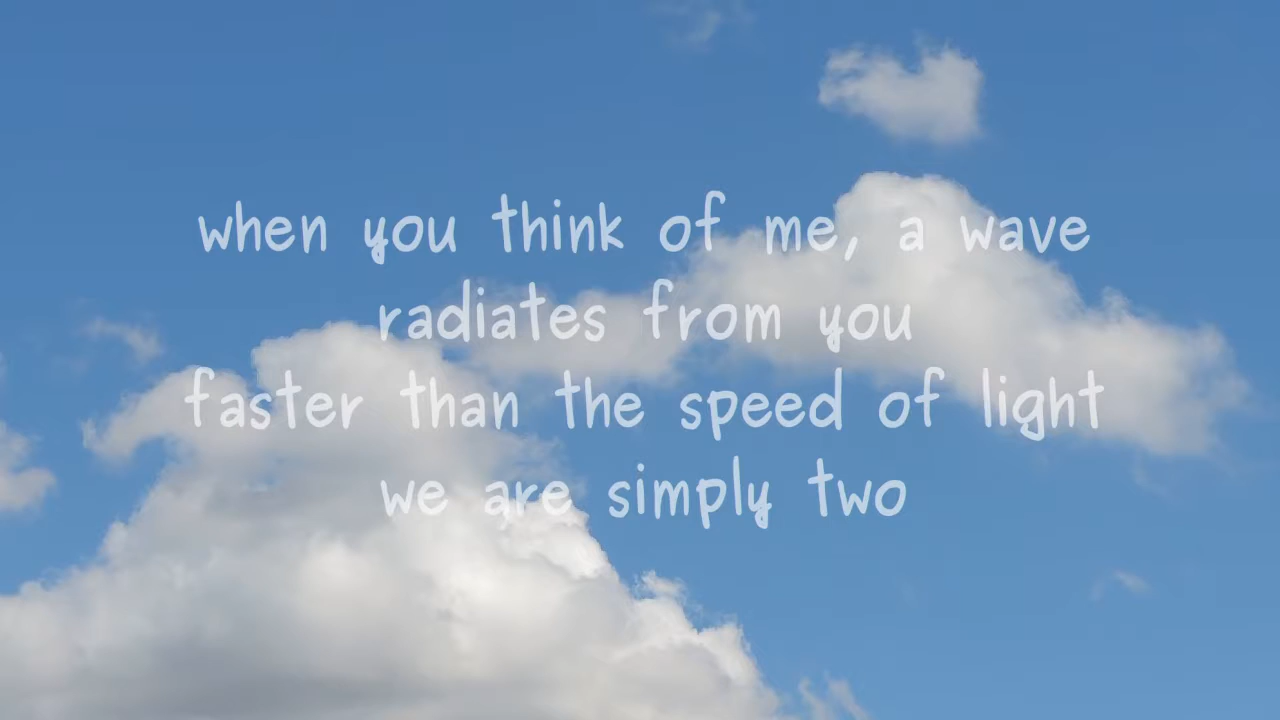 when you think of me, a wave
radiates from you
faster than the speed of light
we are simply two